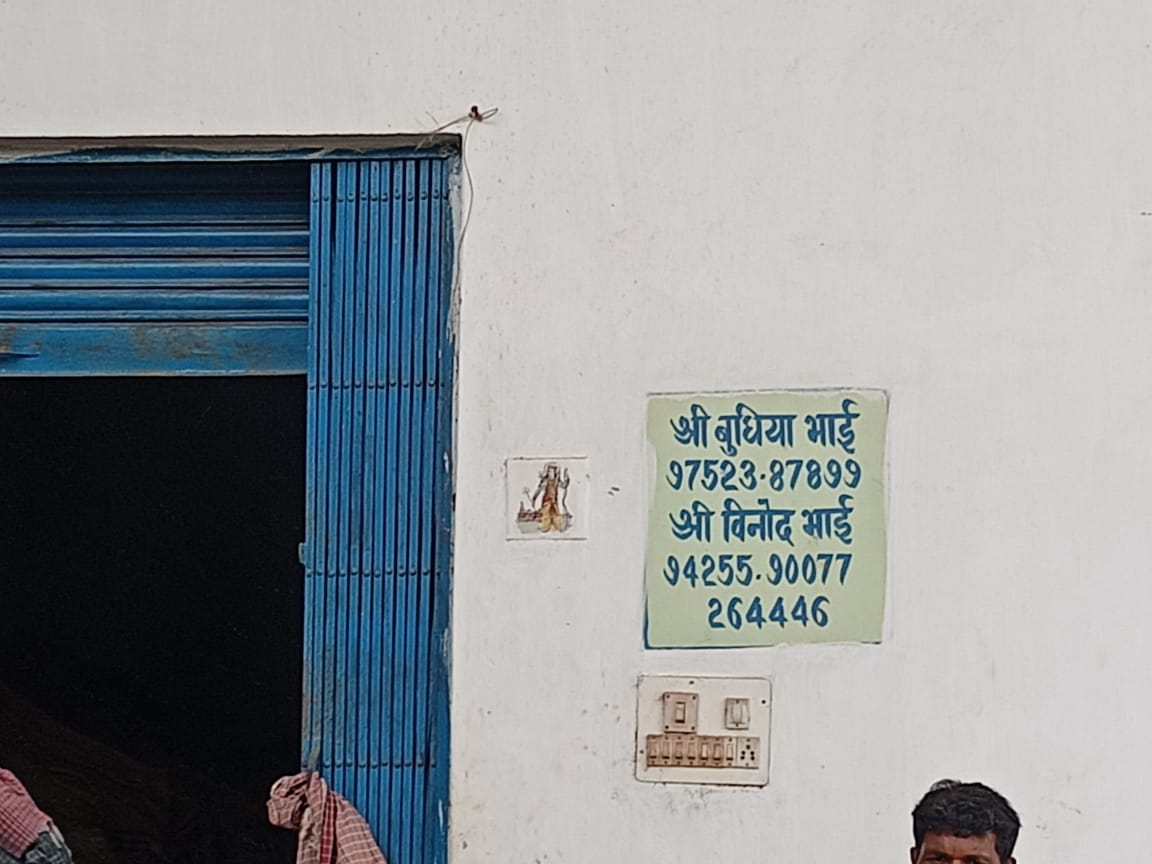 श्री बुधिया भाई
97523-87899
श्री विनोद भाई
94255-90077
264446